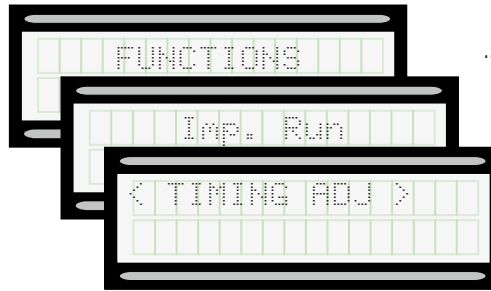 FUNCTIONS
Imp. Run
< TIMING ADJ >